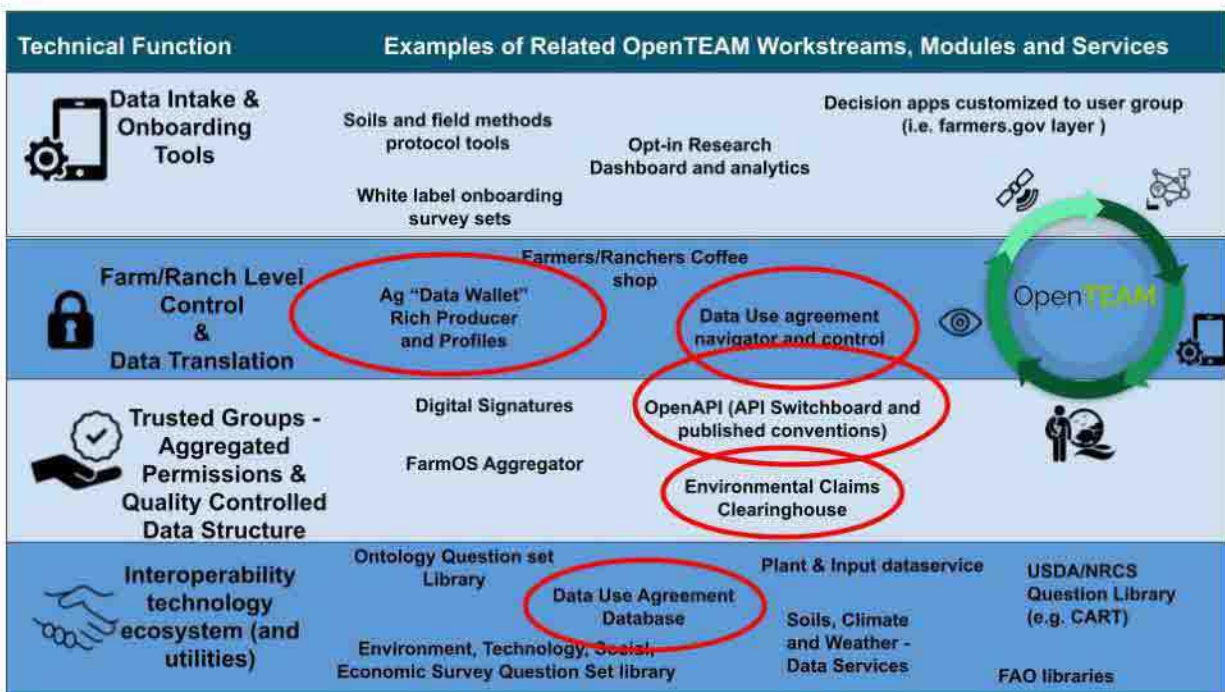 Technical Function
Examples of Related OpenTEAM Workstreams, Modules and Services
Data Intake &
Onboarding
Tools
Soils and field methods
protocol tools
White label onboarding
survey sets
Opt-in Research
Dashboard and analytics
Decision apps customized to user group
(i.e. farmers.gov layer )
Farm/Ranch Level
Control
&
Data Translation
Farmers/Ranchers Coffee
shop
Ag “Data Wallet”
Rich Producer
and Profiles
Data Use agreement
navigator and control
OpenTEAM
Trusted Groups -
Aggregated
Permissions &
Quality Controlled
Data Structure
Digital Signatures
FarmOS Aggregator
OpenAPI (API Switchboard and
published conventions)
Environmental Claims
Clearinghouse
Interoperability
technology
ecosystem (and
utilities)
Ontology Question set
Library
Data Use Agreement
Database
Environment, Technology, Social,
Economic Survey Question Set library
Plant & Input dataservice
Soils, Climate
and Weather -
Data Services
USDA/NRCS
Question Library
(e.g. CART)
FAO libraries